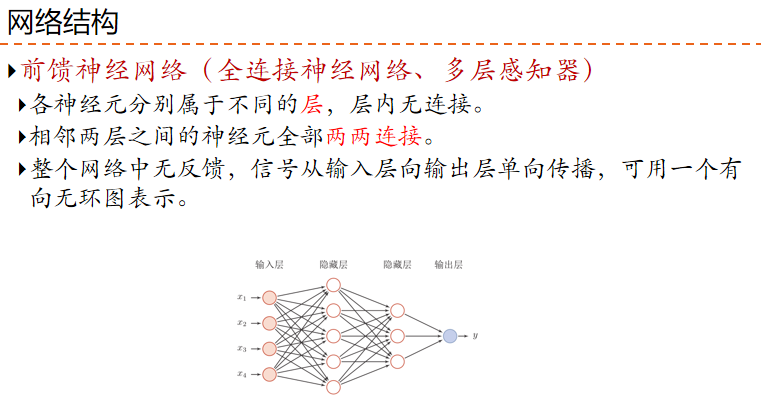 网络结构
前馈神经网络（全连接神经网络、多层感知器）
各神经元分别属于不同的层，层内无连接。
相邻两层之间的神经元全部两两连接。
整个网络中无反馈，信号从输入层向输出层单向传播，可用一个有
向无环图表示。
输入层 隐藏层 隐藏层 输出层
x₁
x₂
x₃ y
x₄